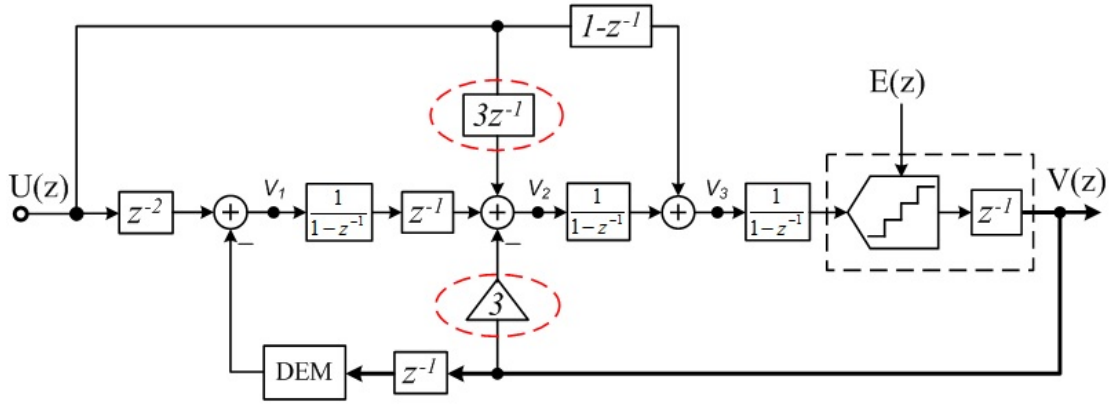 1-z⁻¹
E(z)
3z⁻¹
U(z)
V(z)
z⁻²
+
V₁
1
1-z⁻¹
z⁻¹
+
V₂
1
1-z⁻¹
+
V₃
1
1-z⁻¹
z⁻¹
−
−
3
DEM
z⁻¹